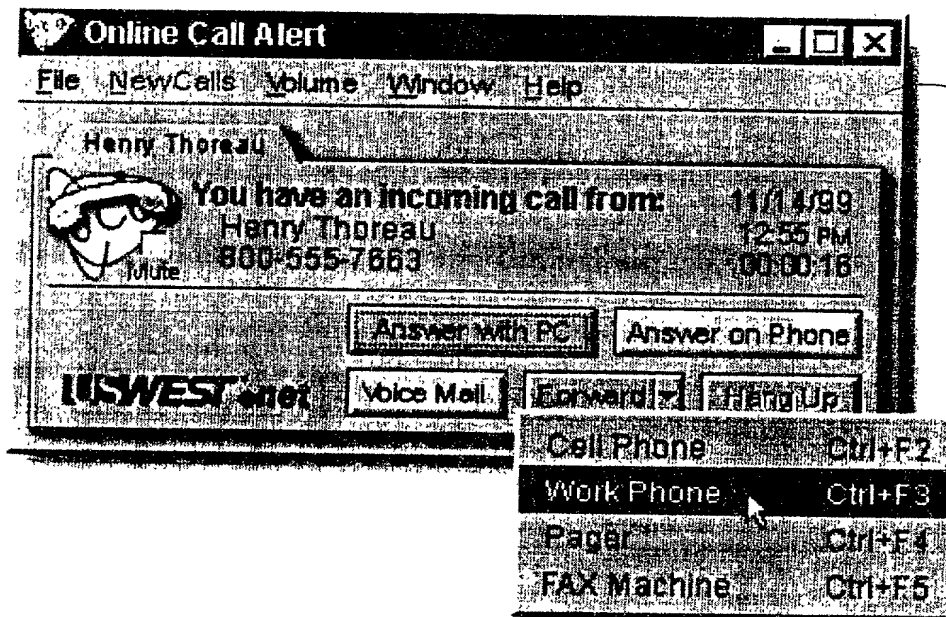 Online Call Alert
File NewCalls Volume Window Help
Henry Thoreau
You have an incoming call from: 11/14/99
Henry Thoreau 12:55 PM
800-555-7663 00:00:16
Mute
Answer with PC Answer on Phone
USWEST.net Voice Mail Forward Hang Up
Cell Phone Ctrl+F2
Work Phone Ctrl+F3
Pager Ctrl+F4
FAX Machine Ctrl+F5